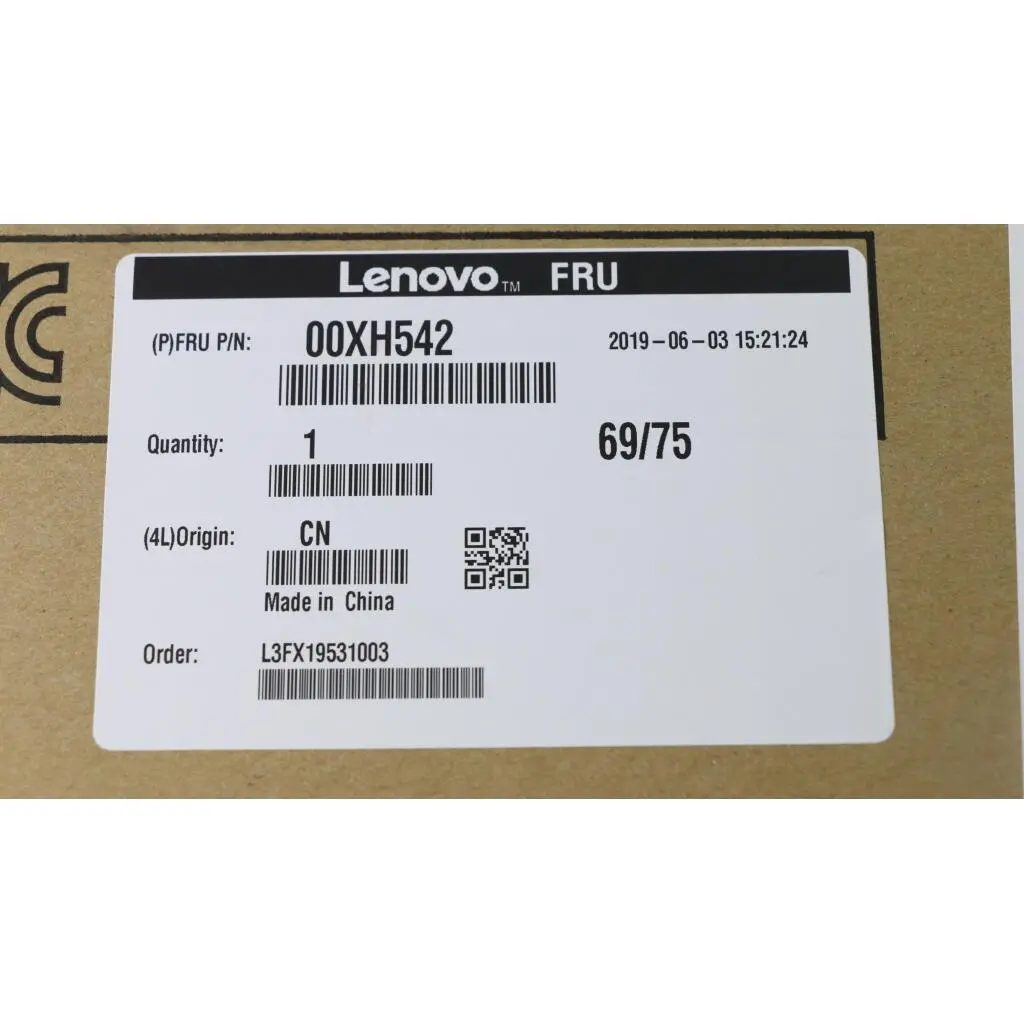 Lenovo™ FRU
(P)FRU P/N: 00XH542 2019-06-03 15:21:24
Quantity: 1 69/75
(4L)Origin: CN
Made in China
Order: L3FX19531003